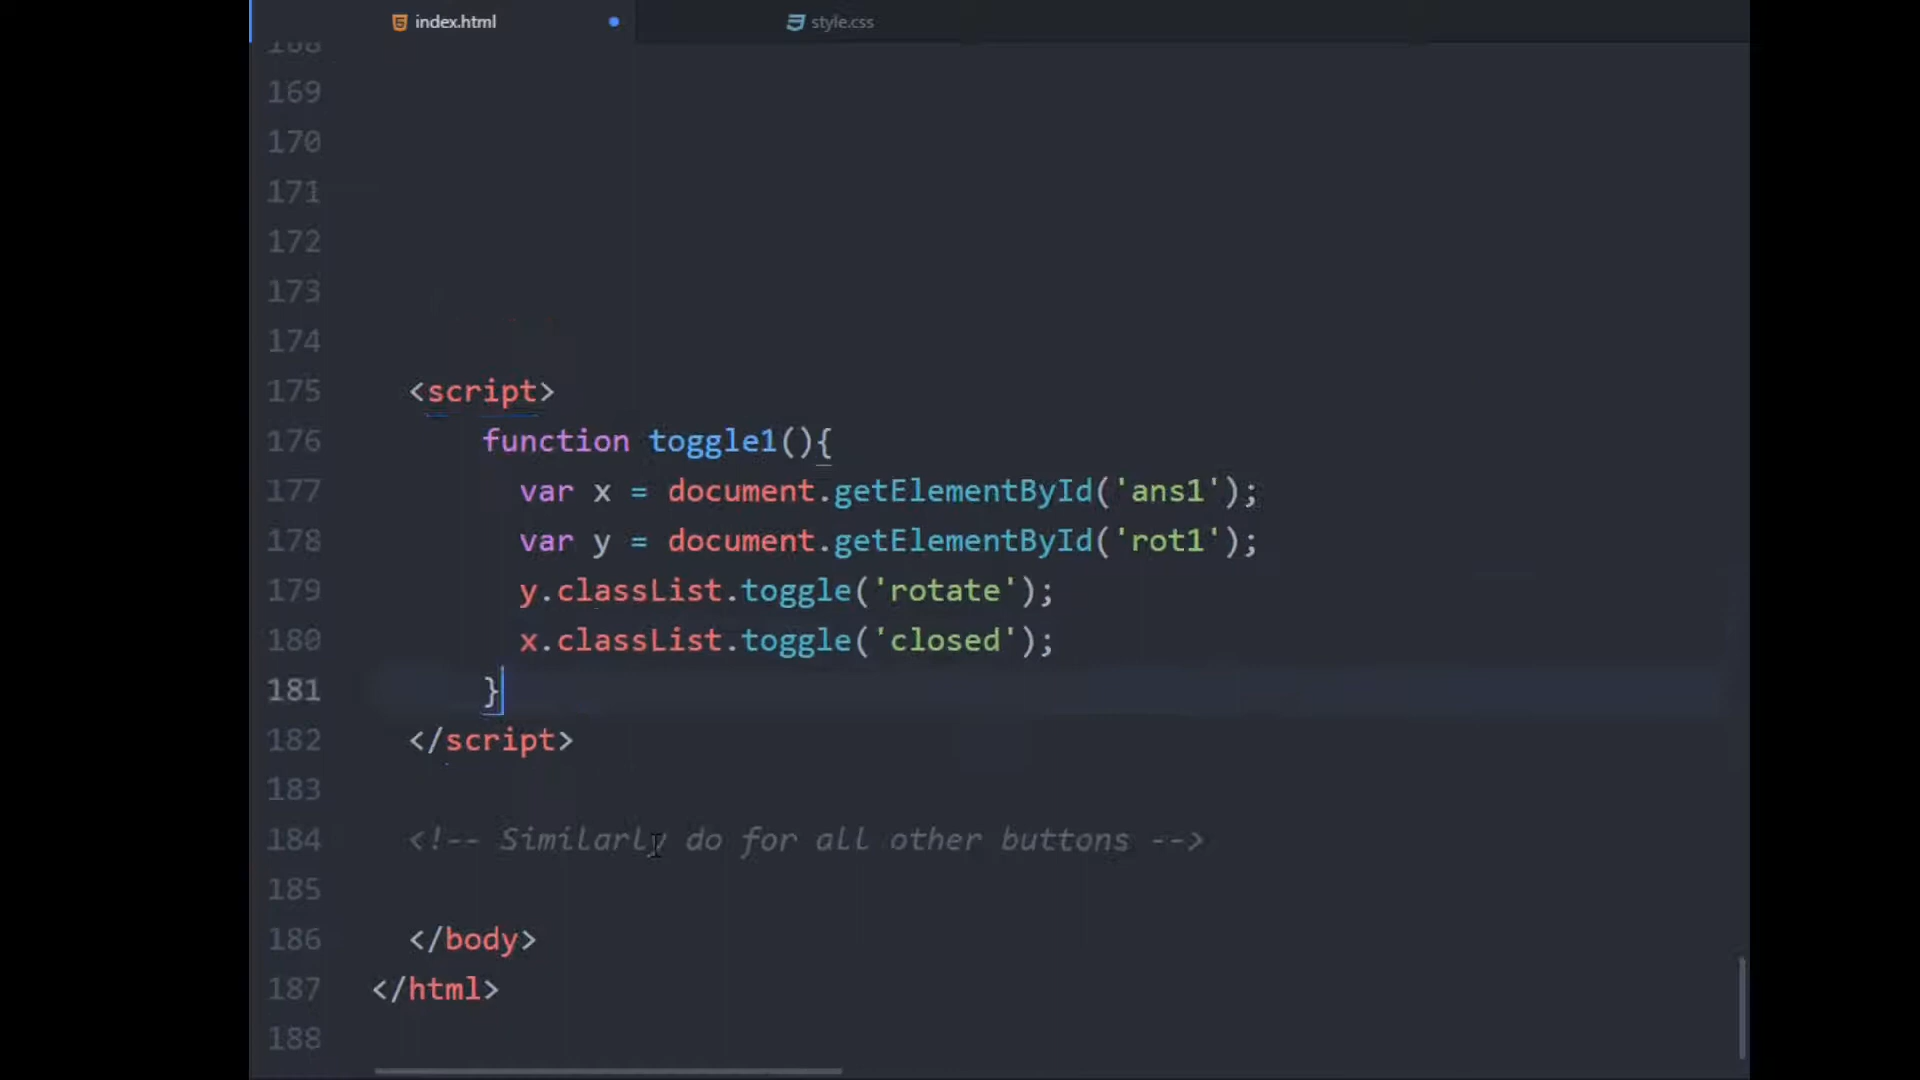 index.html
style.css
168
169
170
171
172
173
174
175 <script>
176 function toggle1(){
177 var x = document.getElementById('ans1');
178 var y = document.getElementById('rot1');
179 y.classList.toggle('rotate');
180 x.classList.toggle('closed');
181 }
182 </script>
183
184 <!-- Similarly do for all other buttons -->
185
186 </body>
187 </html>
188